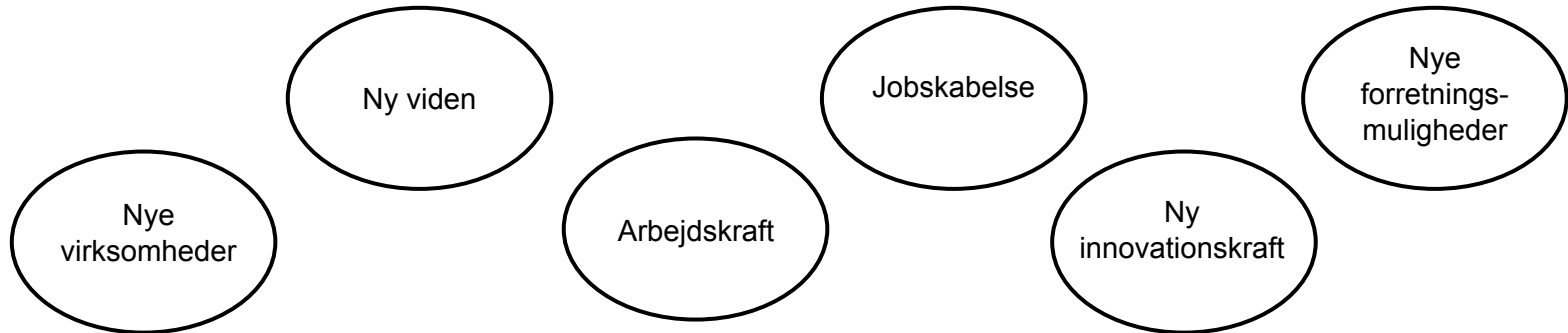 Nye
virksomheder
Ny viden
Arbejdskraft
Jobskabelse
Ny
innovationskraft
Nye
forretnings-
muligheder